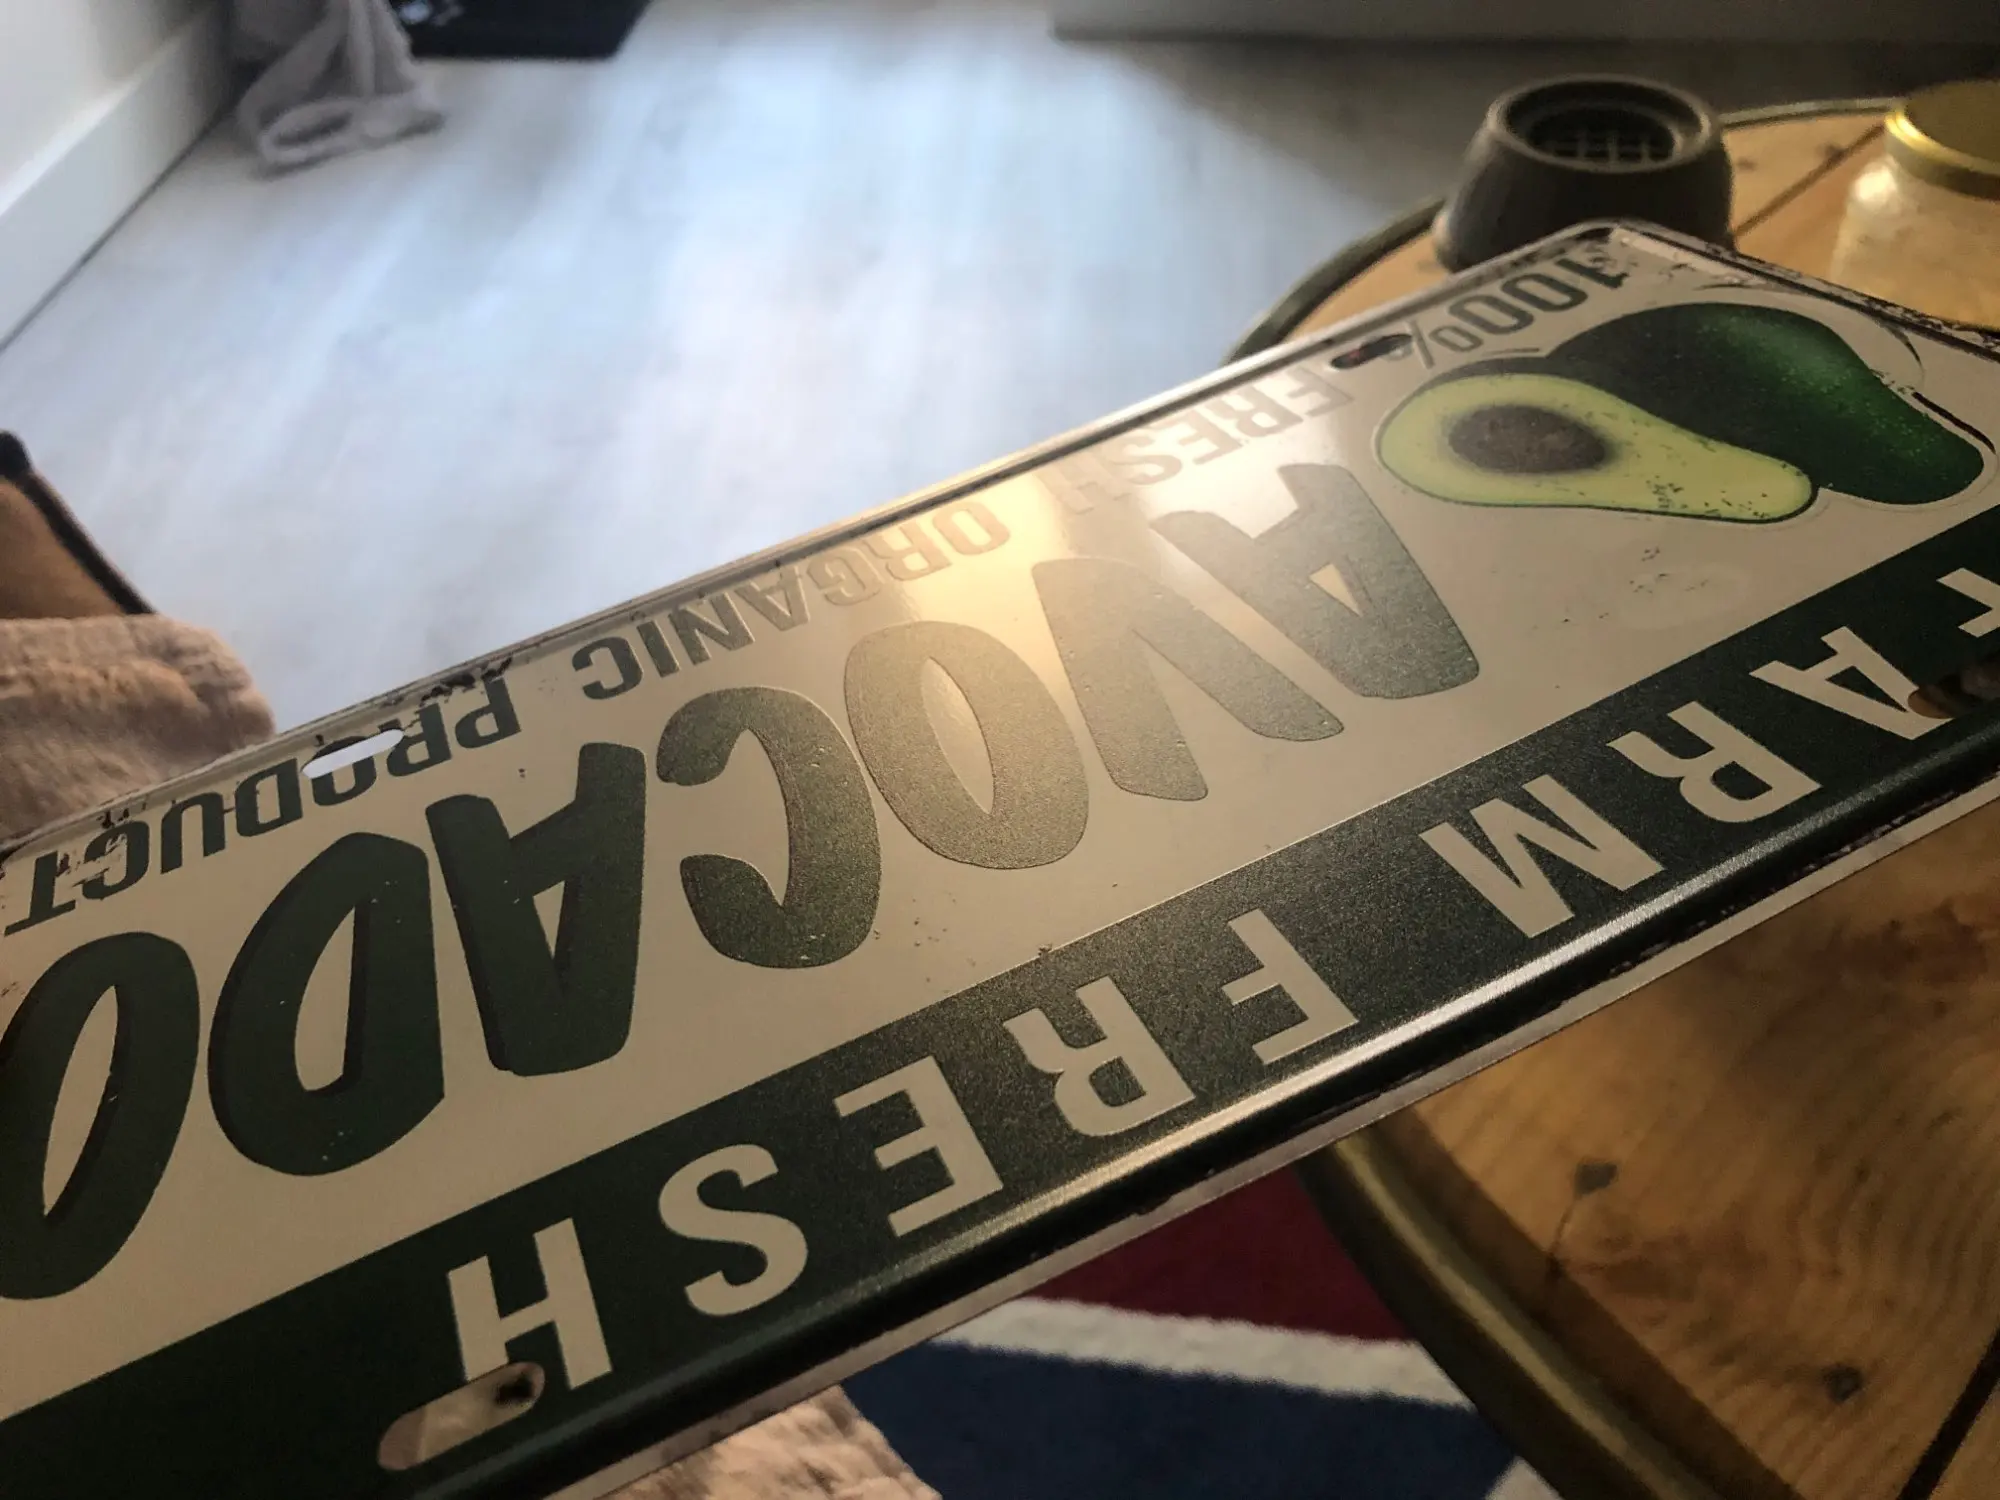 FARM FRESH
AVOCADO
100% FRESH ORGANIC PRODUCT